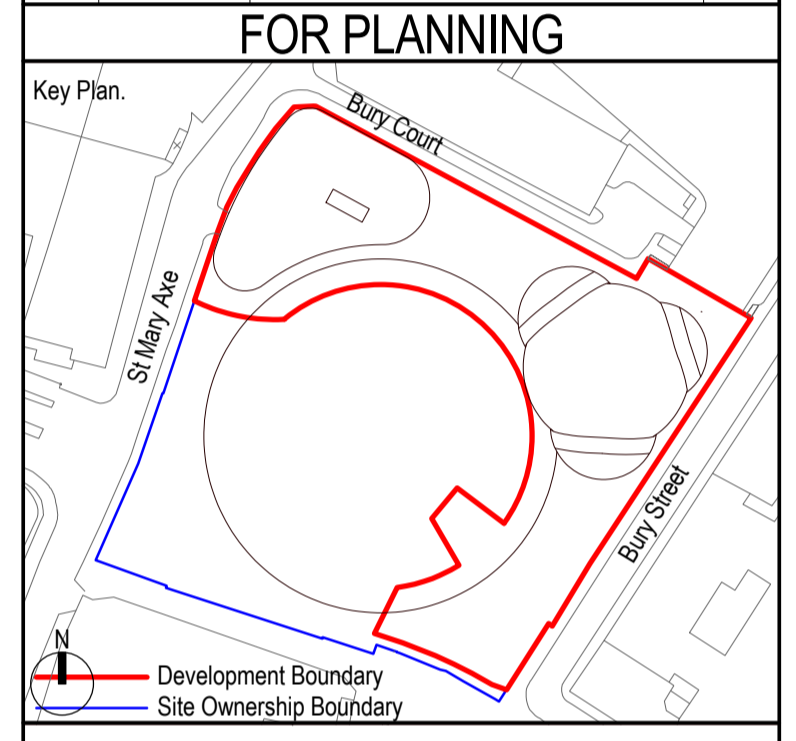 FOR PLANNING
Key Plan.
Bury Court
St Mary Axe
Bury Street
N
Development Boundary
Site Ownership Boundary